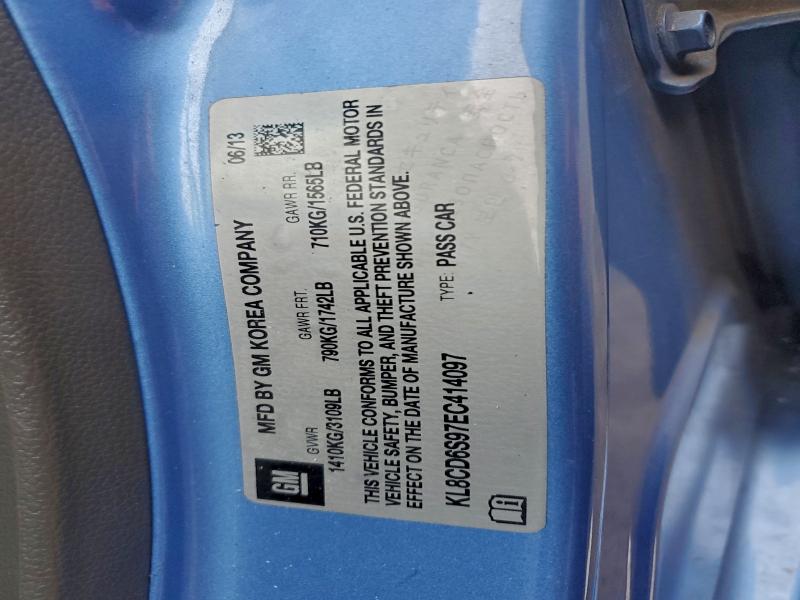 MFD BY GM KOREA COMPANY 06/13
GM
GVWR GAWR FRT. GAWR RR.
1410KG/3109LB 790KG/1742LB 710KG/1565LB
THIS VEHICLE CONFORMS TO ALL APPLICABLE U.S. FEDERAL MOTOR
VEHICLE SAFETY, BUMPER, AND THEFT PREVENTION STANDARDS IN
EFFECT ON THE DATE OF MANUFACTURE SHOWN ABOVE.
KL8CD6S97EC414097 TYPE: PASS CAR